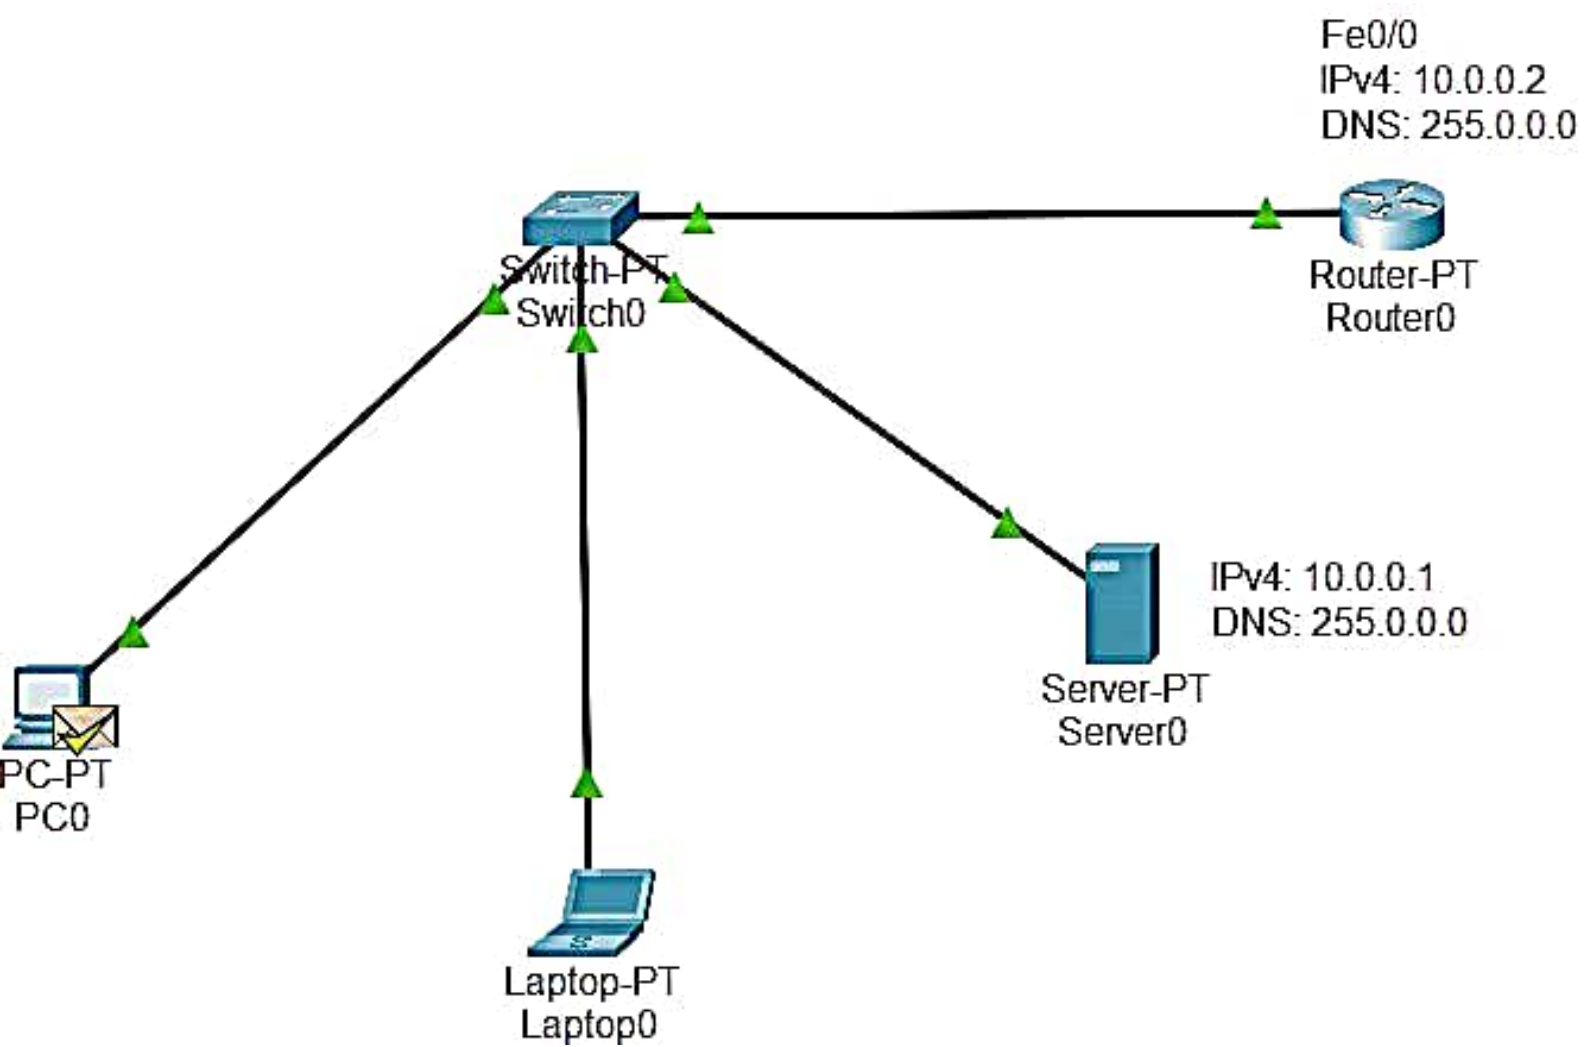 Fe0/0
IPv4: 10.0.0.2
DNS: 255.0.0.0
Switch-PT
Switch0
Router-PT
Router0
IPv4: 10.0.0.1
DNS: 255.0.0.0
Server-PT
Server0
PC-PT
PC0
Laptop-PT
Laptop0